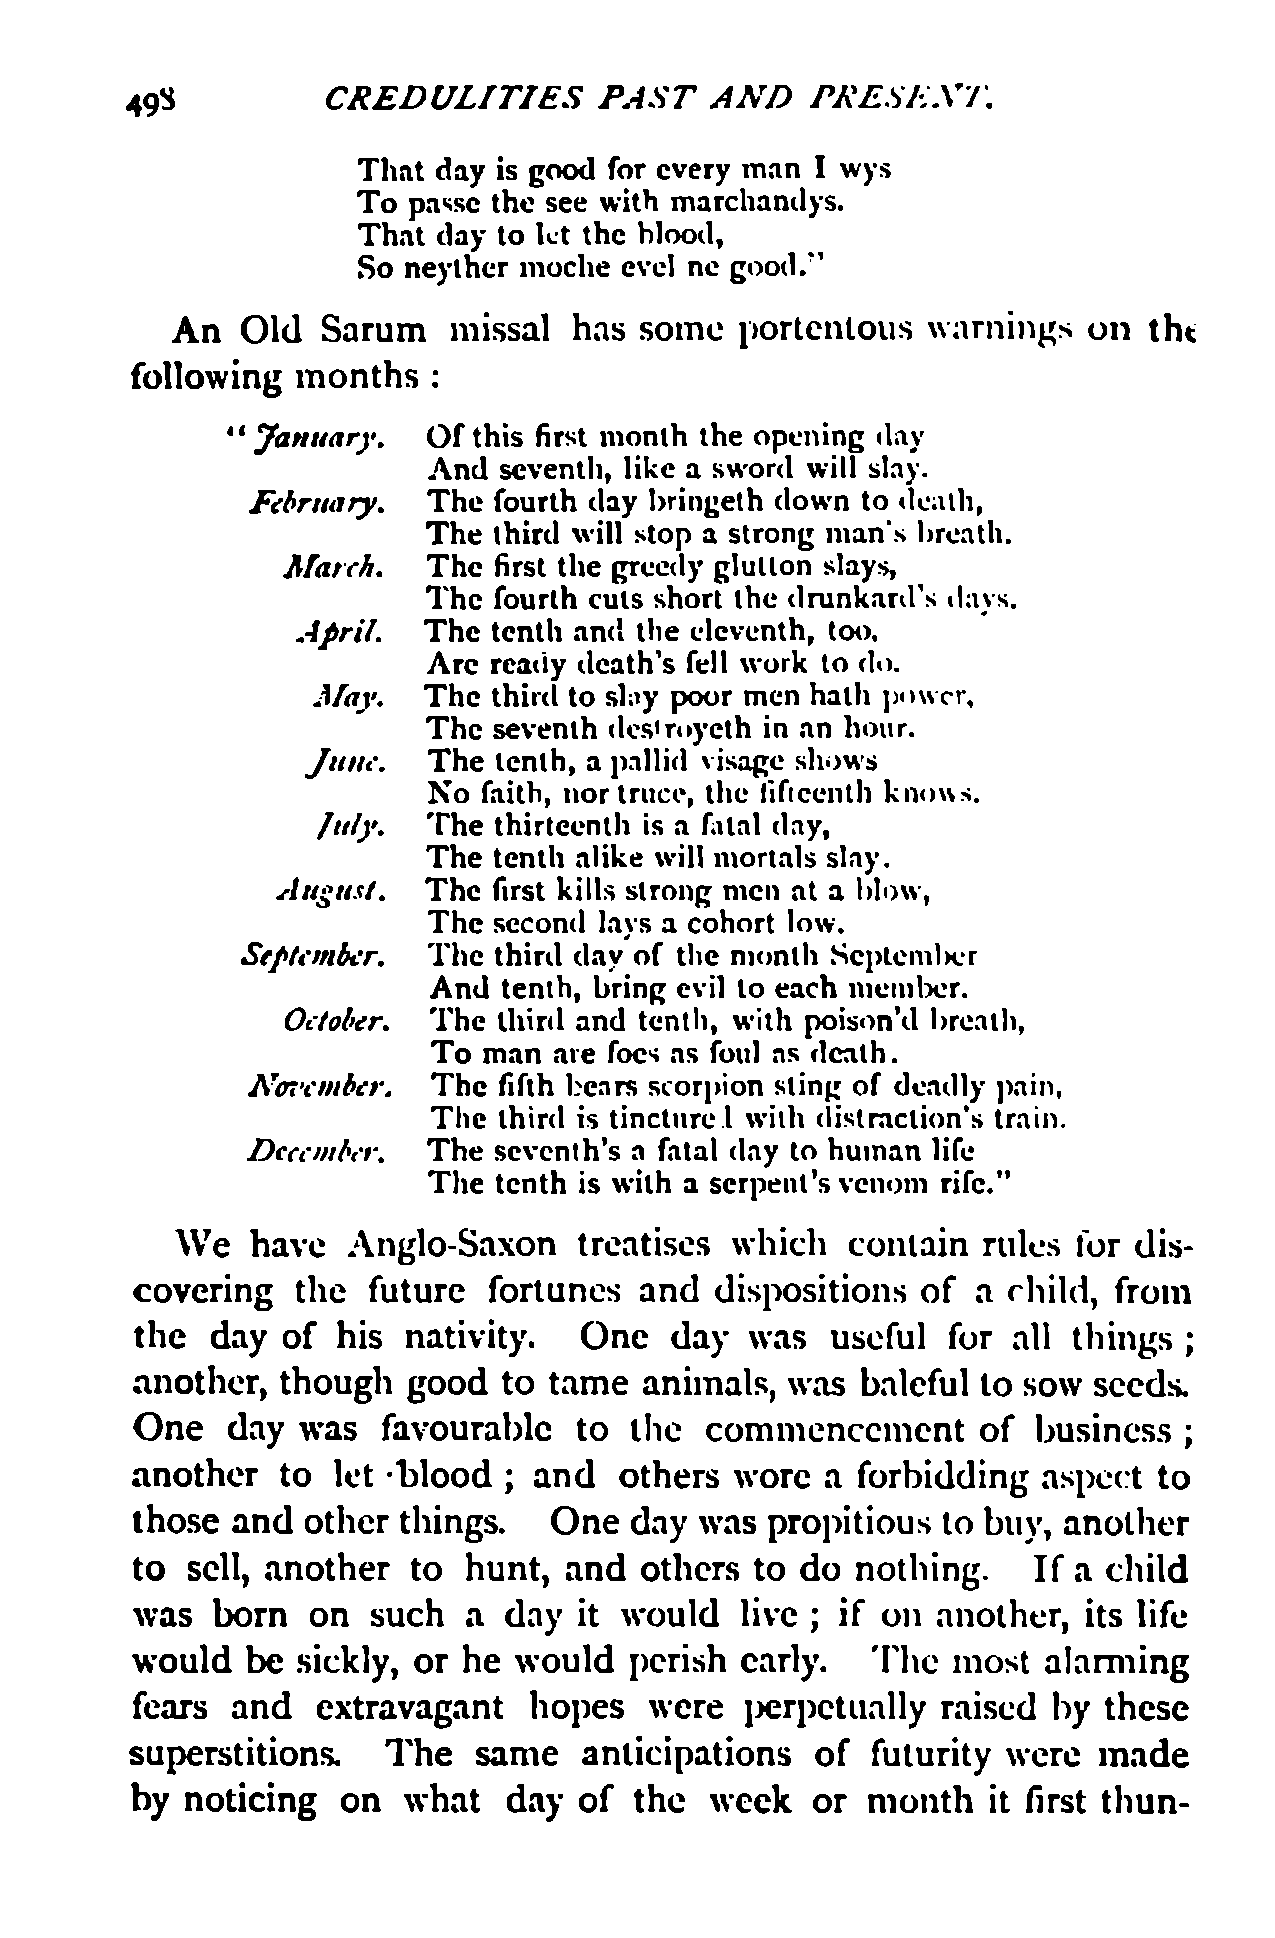 498 CREDULITIES PAST AND PRESENT.
That day is good for every man I wys
To passe the see with marchandys.
That day to let the blood,
So neyther moche evel ne good."
An Old Sarum missal has some portentous warnings on the
following months :
" January. Of this first month the opening day
And seventh, like a sword will slay.
February. The fourth day bringeth down to death,
The third will stop a strong man's breath.
March. The first the greedy glutton slays,
The fourth cuts short the drunkard's days.
April. The tenth and the eleventh, too,
Are ready death's fell work to do.
May. The third to slay poor men hath power,
The seventh destroyeth in an hour.
June. The tenth, a pallid visage shows
No faith, nor truce, the fifteenth knows.
July. The thirteenth is a fatal day,
The tenth alike will mortals slay.
August. The first kills strong men at a blow,
The second lays a cohort low.
September. The third day of the month September
And tenth, bring evil to each member.
October. The third and tenth, with poison'd breath,
To man are foes as foul as death.
November. The fifth bears scorpion sting of deadly pain,
The third is tinctured with distraction's train.
December. The seventh's a fatal day to human life
The tenth is with a serpent's venom rife."
We have Anglo-Saxon treatises which contain rules for dis-
covering the future fortunes and dispositions of a child, from
the day of his nativity. One day was useful for all things ;
another, though good to tame animals, was baleful to sow seeds.
One day was favourable to the commencement of business ;
another to let blood ; and others wore a forbidding aspect to
those and other things. One day was propitious to buy, another
to sell, another to hunt, and others to do nothing. If a child
was born on such a day it would live ; if on another, its life
would be sickly, or he would perish early. The most alarming
fears and extravagant hopes were perpetually raised by these
superstitions. The same anticipations of futurity were made
by noticing on what day of the week or month it first thun-